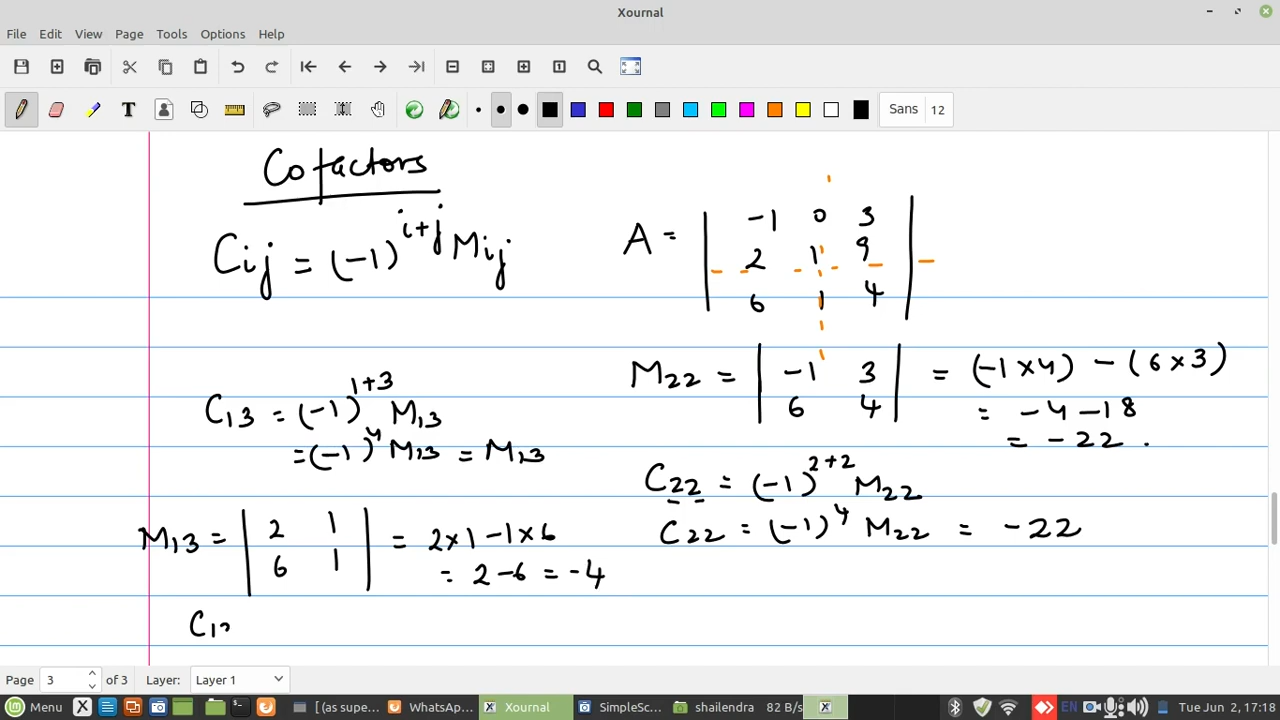 Xournal
File Edit View Page Tools Options Help
Sans 12
Cofactors
Cij = (-1)^i+j Mij
A = | -1 0 3 |
| 2 1 9 |
| 6 1 4 |
M22 = | -1 3 | = (-1×4) - (6×3)
| 6 4 | = -4-18
= -22 .
C13 = (-1)^1+3 M13
=(-1)^4 M13 = M13
C22 = (-1)^2+2 M22
C22 = (-1)^4 M22 = -22
M13 = | 2 1 | = 2×1-1×6
| 6 1 | = 2-6 = -4
Page 3 of 3 Layer: Layer 1
Menu [ (as supe... WhatsApp... Xournal SimpleSc... shailendra 82 B/s EN Tue Jun 2, 17:18